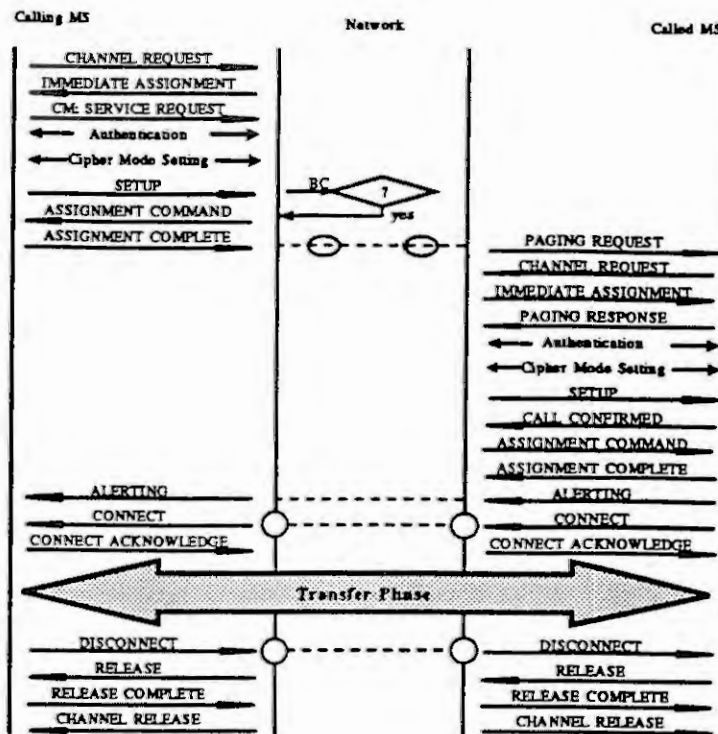 Calling MS
Network
Called MS
CHANNEL REQUEST
IMMEDIATE ASSIGNMENT
CM: SERVICE REQUEST
Authentication
Cipher Mode Setting
SETUP
BC
?
ASSIGNMENT COMMAND
yes
ASSIGNMENT COMPLETE
PAGING REQUEST
CHANNEL REQUEST
IMMEDIATE ASSIGNMENT
PAGING RESPONSE
Authentication
Cipher Mode Setting
SETUP
CALL CONFIRMED
ASSIGNMENT COMMAND
ASSIGNMENT COMPLETE
ALERTING
ALERTING
CONNECT
CONNECT
CONNECT ACKNOWLEDGE
CONNECT ACKNOWLEDGE
Transfer Phase
DISCONNECT
DISCONNECT
RELEASE
RELEASE
RELEASE COMPLETE
RELEASE COMPLETE
CHANNEL RELEASE
CHANNEL RELEASE